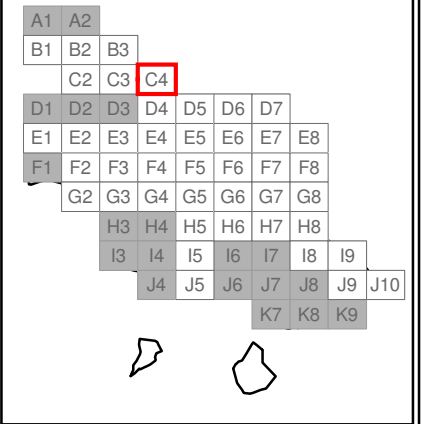 A1 A2
B1 B2 B3
C2 C3 C4
D1 D2 D3 D4 D5 D6 D7
E1 E2 E3 E4 E5 E6 E7 E8
F1 F2 F3 F4 F5 F6 F7 F8
G2 G3 G4 G5 G6 G7 G8
H3 H4 H5 H6 H7 H8
I3 I4 I5 I6 I7 I8 I9
J4 J5 J6 J7 J8 J9 J10
K7 K8 K9